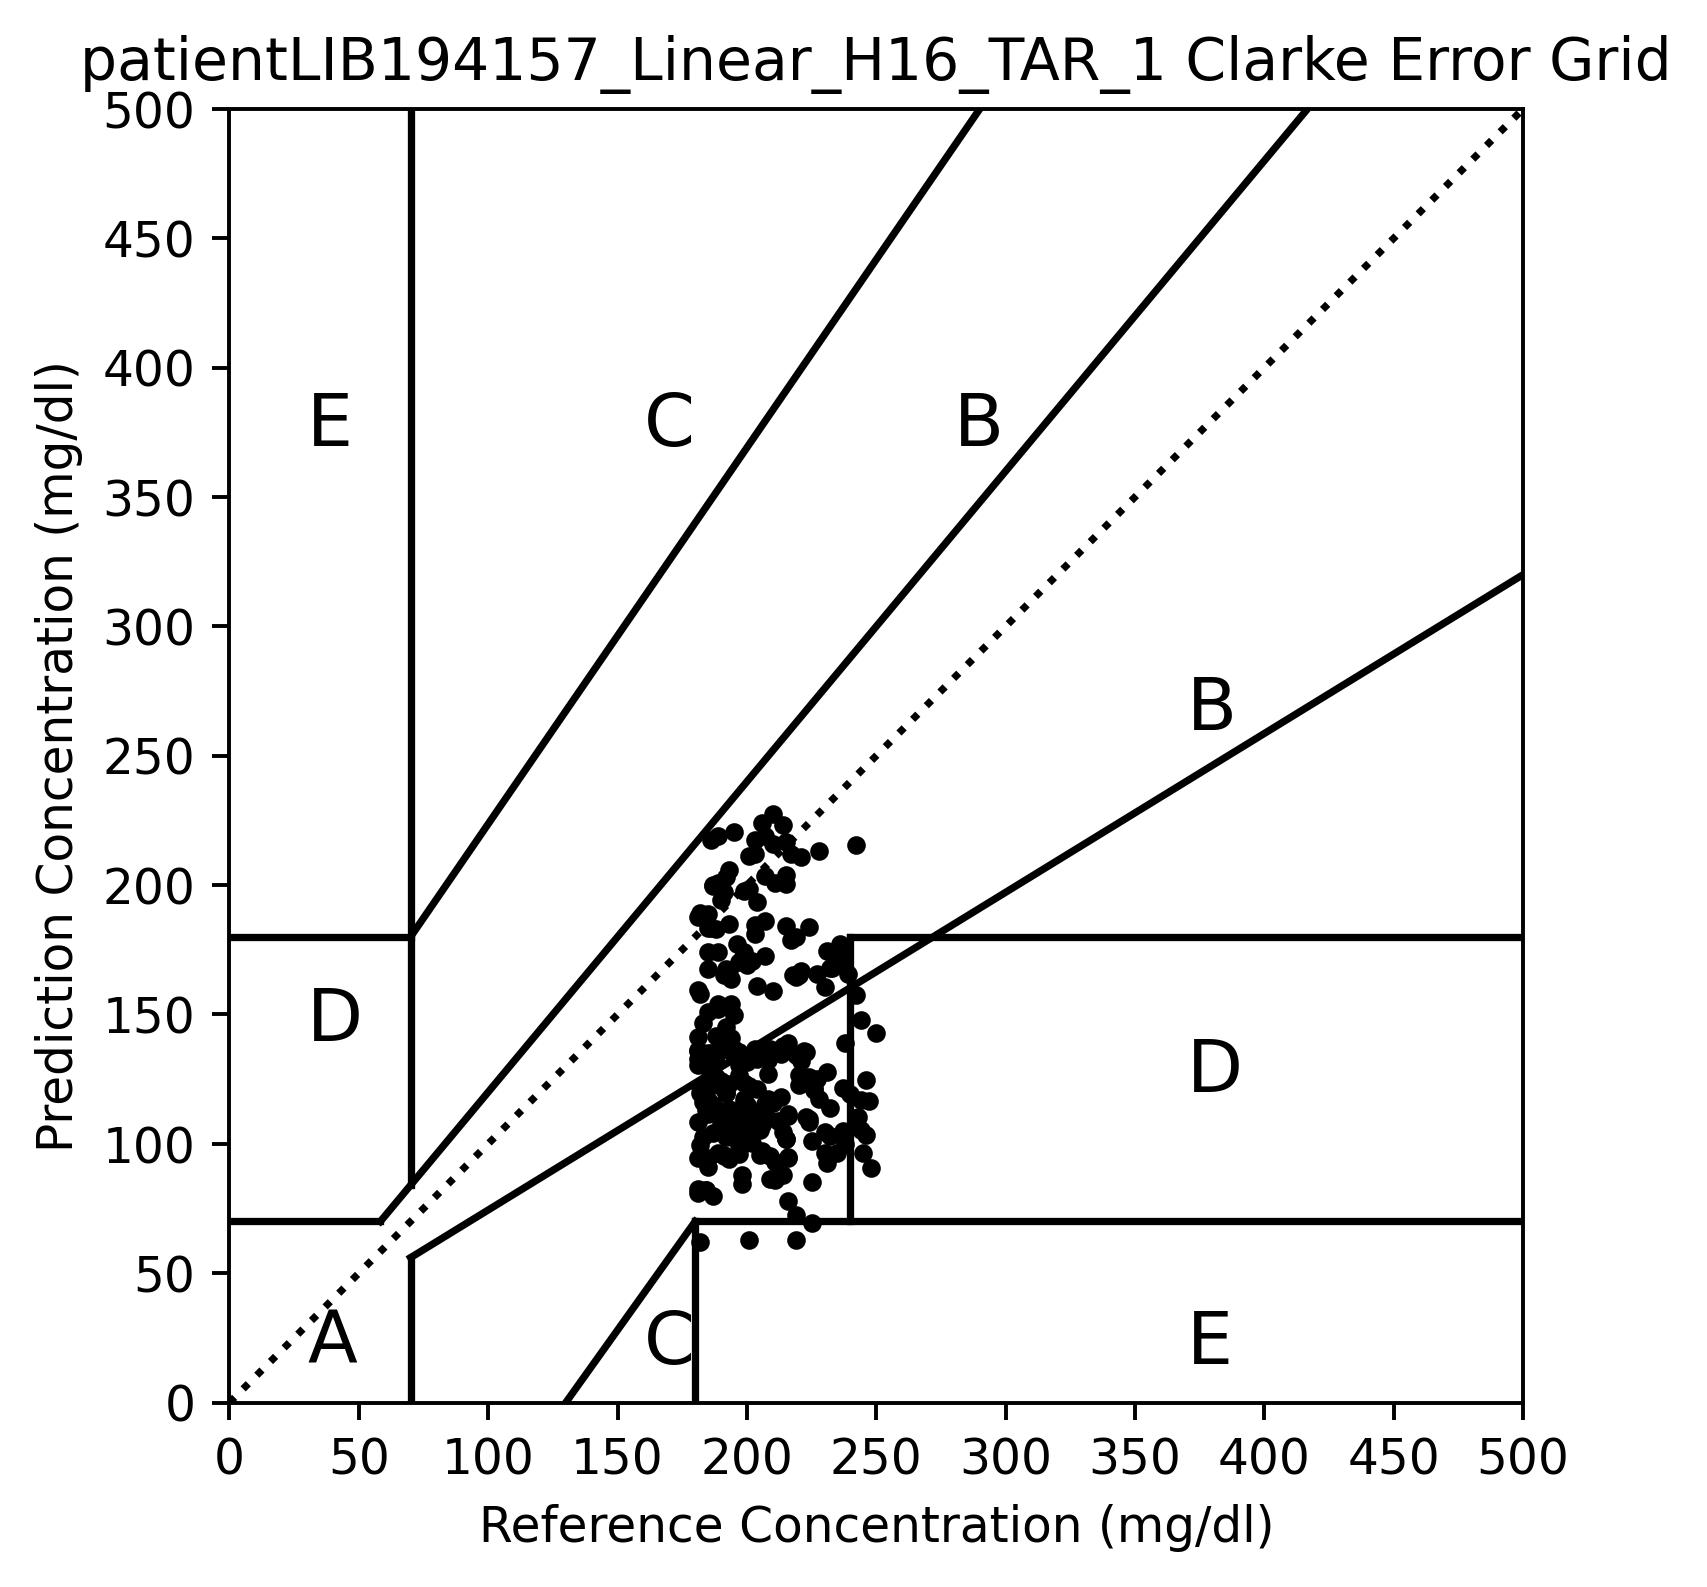 patientLIB194157_Linear_H16_TAR_1 Clarke Error Grid
Prediction Concentration (mg/dl)
500
450
400
350
300
250
200
150
100
50
0
E
C
B
B
D
D
A
C
E
0 50 100 150 200 250 300 350 400 450 500
Reference Concentration (mg/dl)